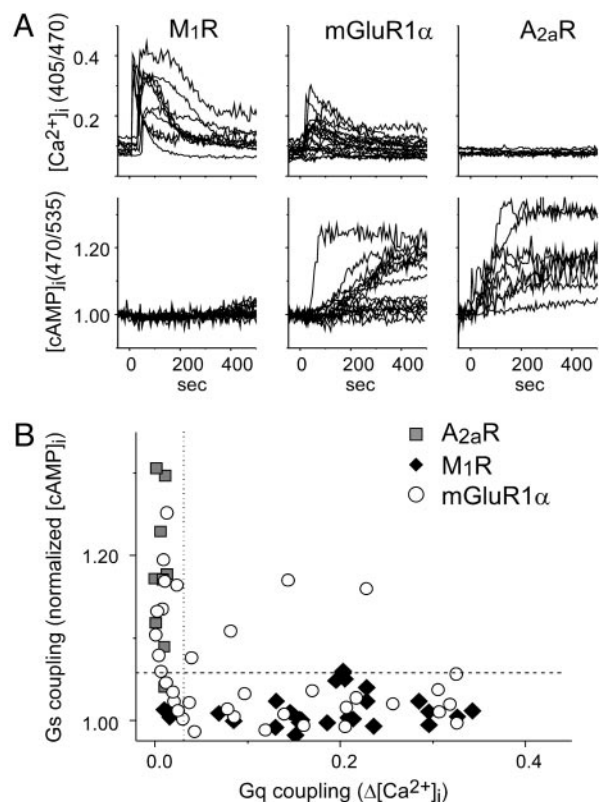 A
M₁R
mGluR1α
A₂ₐR
[Ca²⁺]ᵢ (405/470)
0.4
0.2
[cAMP]ᵢ(470/535)
1.20
1.00
0 200 400
0 200 400
0 200 400
sec
sec
sec
B
Gs coupling (normalized [cAMP]ᵢ)
A₂ₐR
M₁R
mGluR1α
1.20
1.00
0.0 0.2 0.4
Gq coupling (Δ[Ca²⁺]ᵢ)